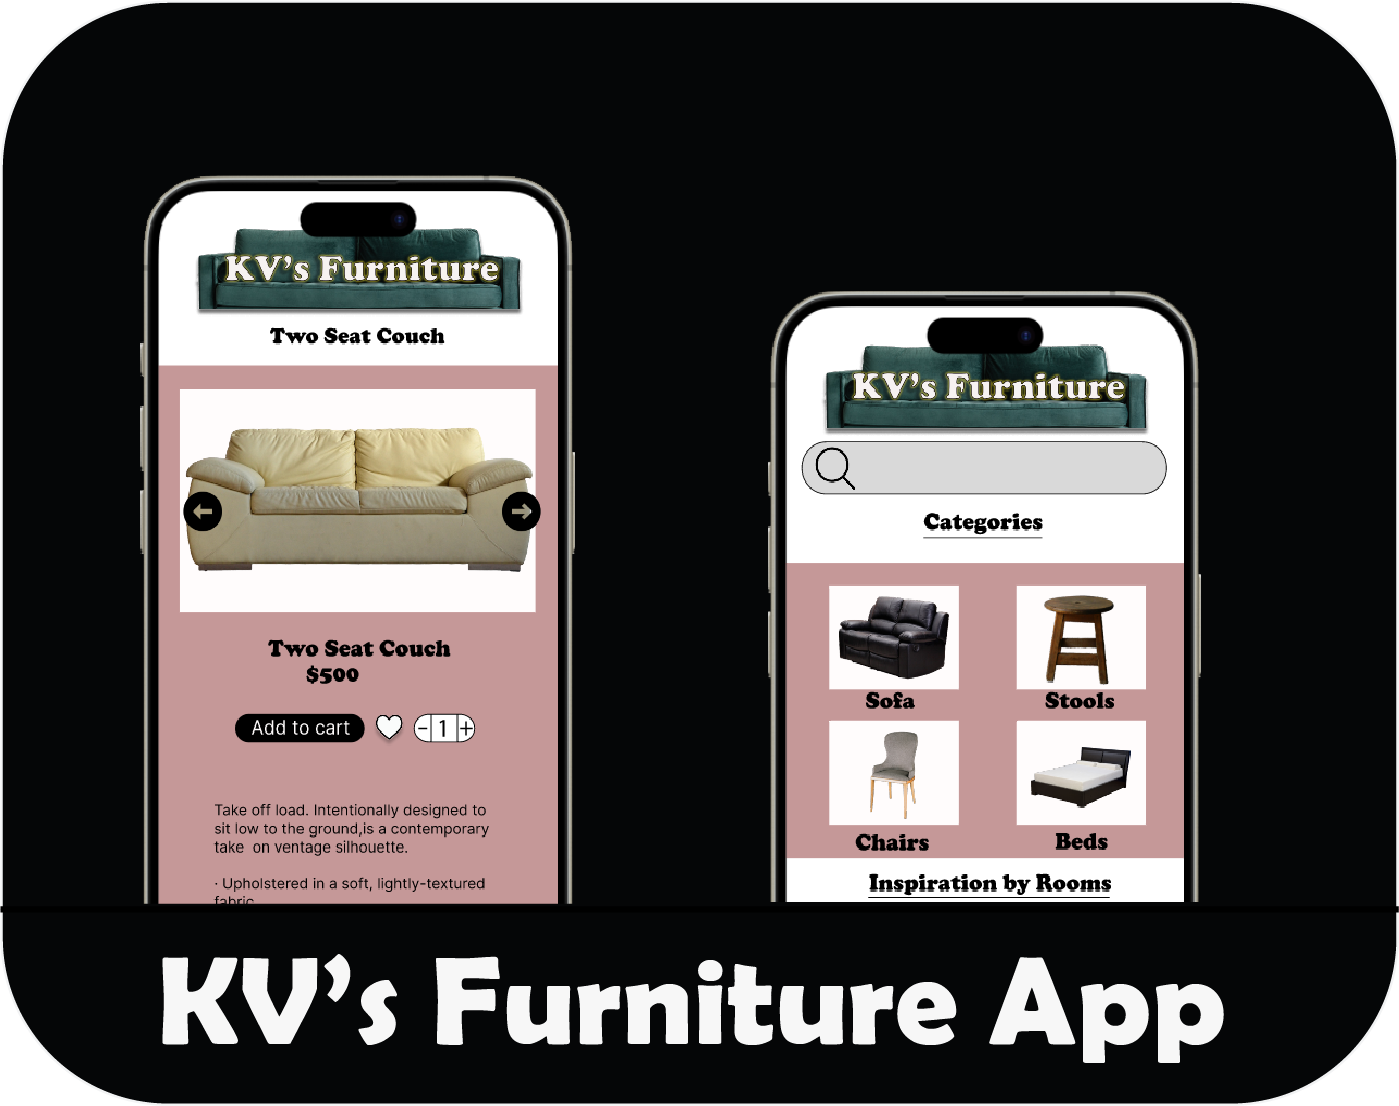 KV's Furniture
Two Seat Couch
Two Seat Couch
$500
Add to cart
- 1 +
Take off load. Intentionally designed to
sit low to the ground,is a contemporary
take on ventage silhouette.
· Upholstered in a soft, lightly-textured
fabric
KV's Furniture
Categories
Sofa
Stools
Chairs
Beds
Inspiration by Rooms
KV's Furniture App